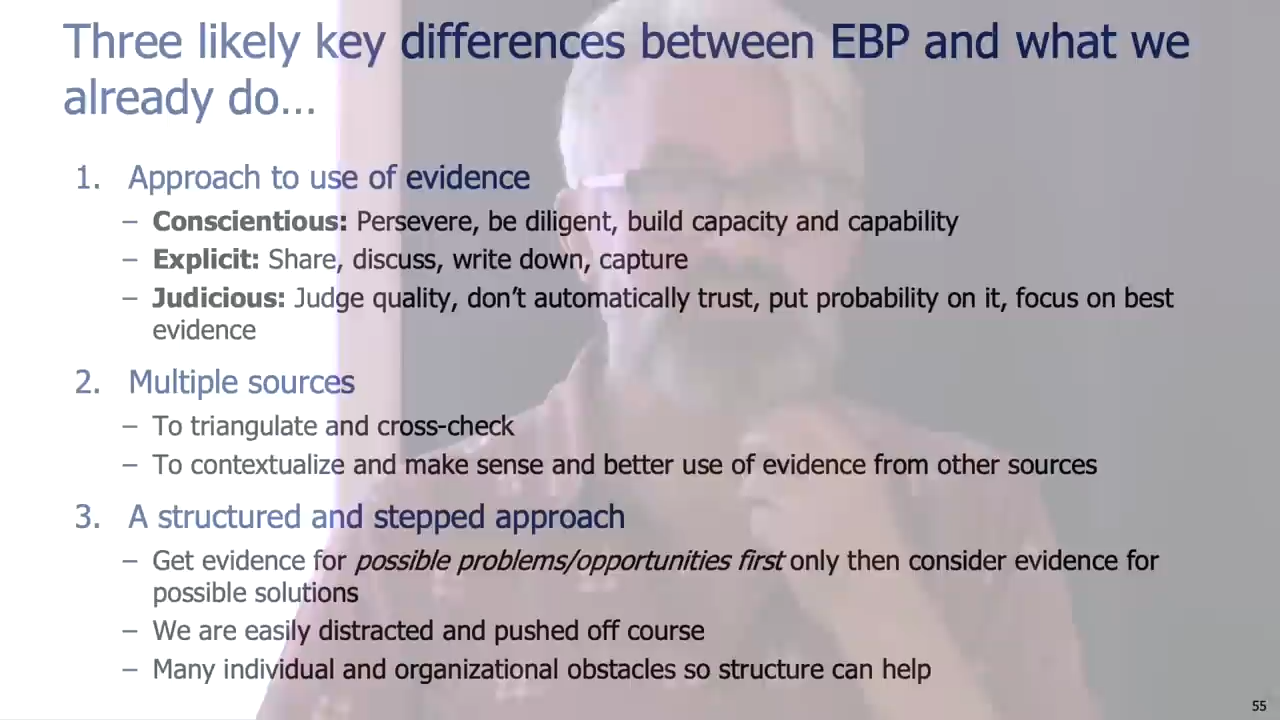 Three likely key differences between EBP and what we
already do...
1. Approach to use of evidence
– Conscientious: Persevere, be diligent, build capacity and capability
– Explicit: Share, discuss, write down, capture
– Judicious: Judge quality, don’t automatically trust, put probability on it, focus on best
evidence
2. Multiple sources
– To triangulate and cross-check
– To contextualize and make sense and better use of evidence from other sources
3. A structured and stepped approach
– Get evidence for possible problems/opportunities first only then consider evidence for
possible solutions
– We are easily distracted and pushed off course
– Many individual and organizational obstacles so structure can help
55